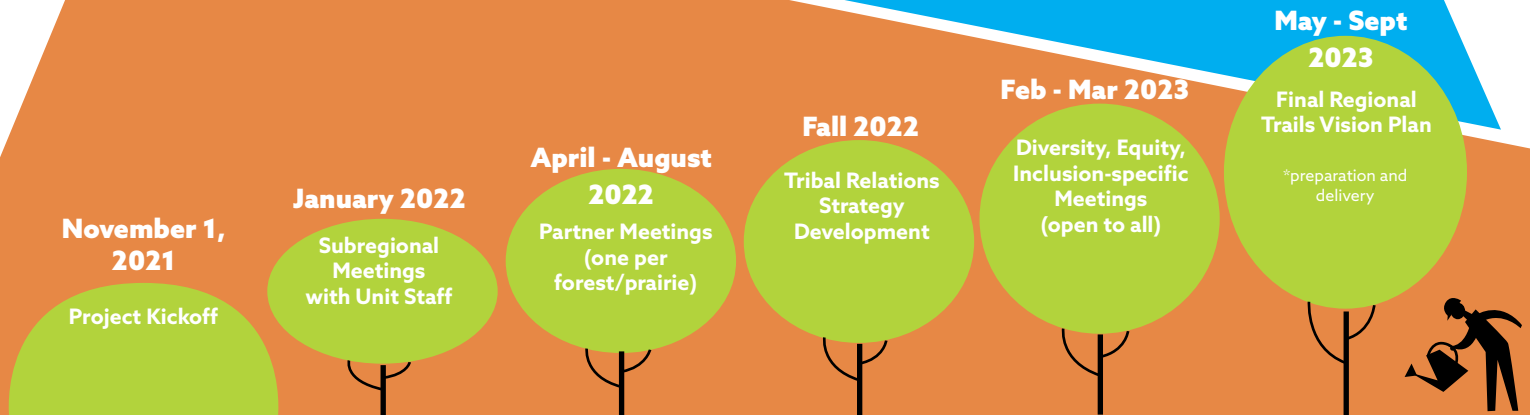 November 1,
2021
Project Kickoff
January 2022
Subregional
Meetings
with Unit Staff
April - August
2022
Partner Meetings
(one per
forest/prairie)
Fall 2022
Tribal Relations
Strategy
Development
Feb - Mar 2023
Diversity, Equity,
Inclusion-specific
Meetings
(open to all)
May - Sept
2023
Final Regional
Trails Vision Plan
*preparation and
delivery